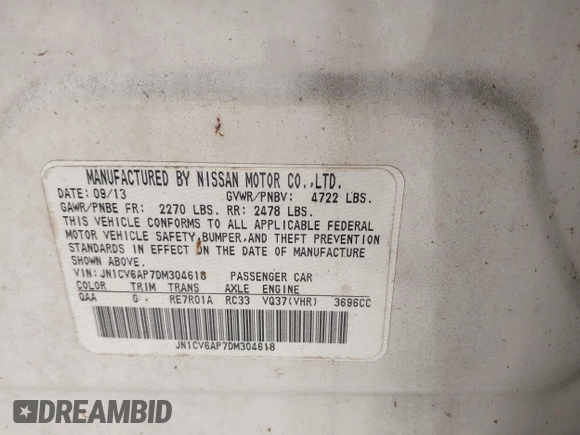 MANUFACTURED BY NISSAN MOTOR CO.,LTD.
DATE: 09/13 GVWR/PNBV: 4722 LBS.
GAWR/PNBE FR: 2270 LBS. RR: 2478 LBS.
THIS VEHICLE CONFORMS TO ALL APPLICABLE FEDERAL
MOTOR VEHICLE SAFETY,BUMPER,AND THEFT PREVENTION
STANDARDS IN EFFECT ON THE DATE OF MANUFACTURE
SHOWN ABOVE.
VIN: JN1CV6AP7DM304618 PASSENGER CAR
COLOR TRIM TRANS AXLE ENGINE
QAA G RE7R01A RC33 VQ37(VHR) 3696CC
JN1CV6AP7DM304618
DREAMBID